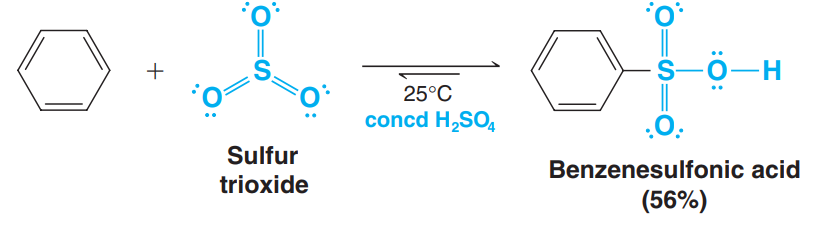 O
+
S
O
O
25°C
concd H₂SO₄
Sulfur
trioxide
O
S—O—H
O
Benzenesulfonic acid
(56%)